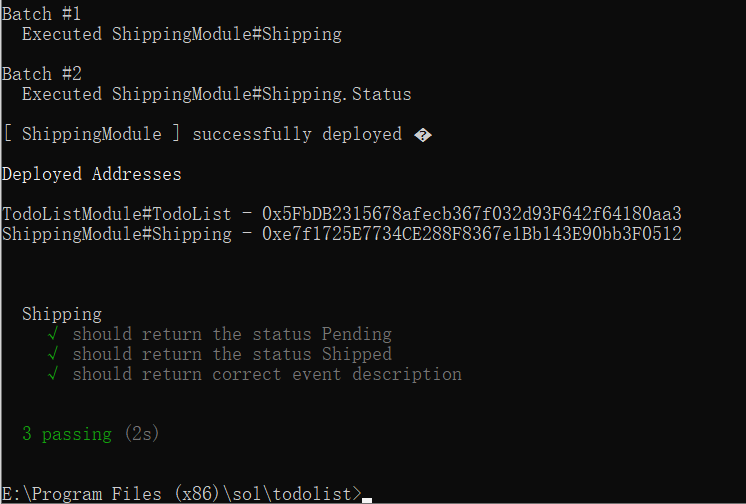 Batch #1
Executed ShippingModule#Shipping
Batch #2
Executed ShippingModule#Shipping.Status
[ ShippingModule ] successfully deployed �
Deployed Addresses
TodoListModule#TodoList - 0x5FbDB2315678afecb367f032d93F642f64180aa3
ShippingModule#Shipping - 0xe7f1725E7734CE288F8367e1Bb143E90bb3F0512
Shipping
√ should return the status Pending
√ should return the status Shipped
√ should return correct event description
3 passing (2s)
E:\Program Files (x86)\sol\todolist>